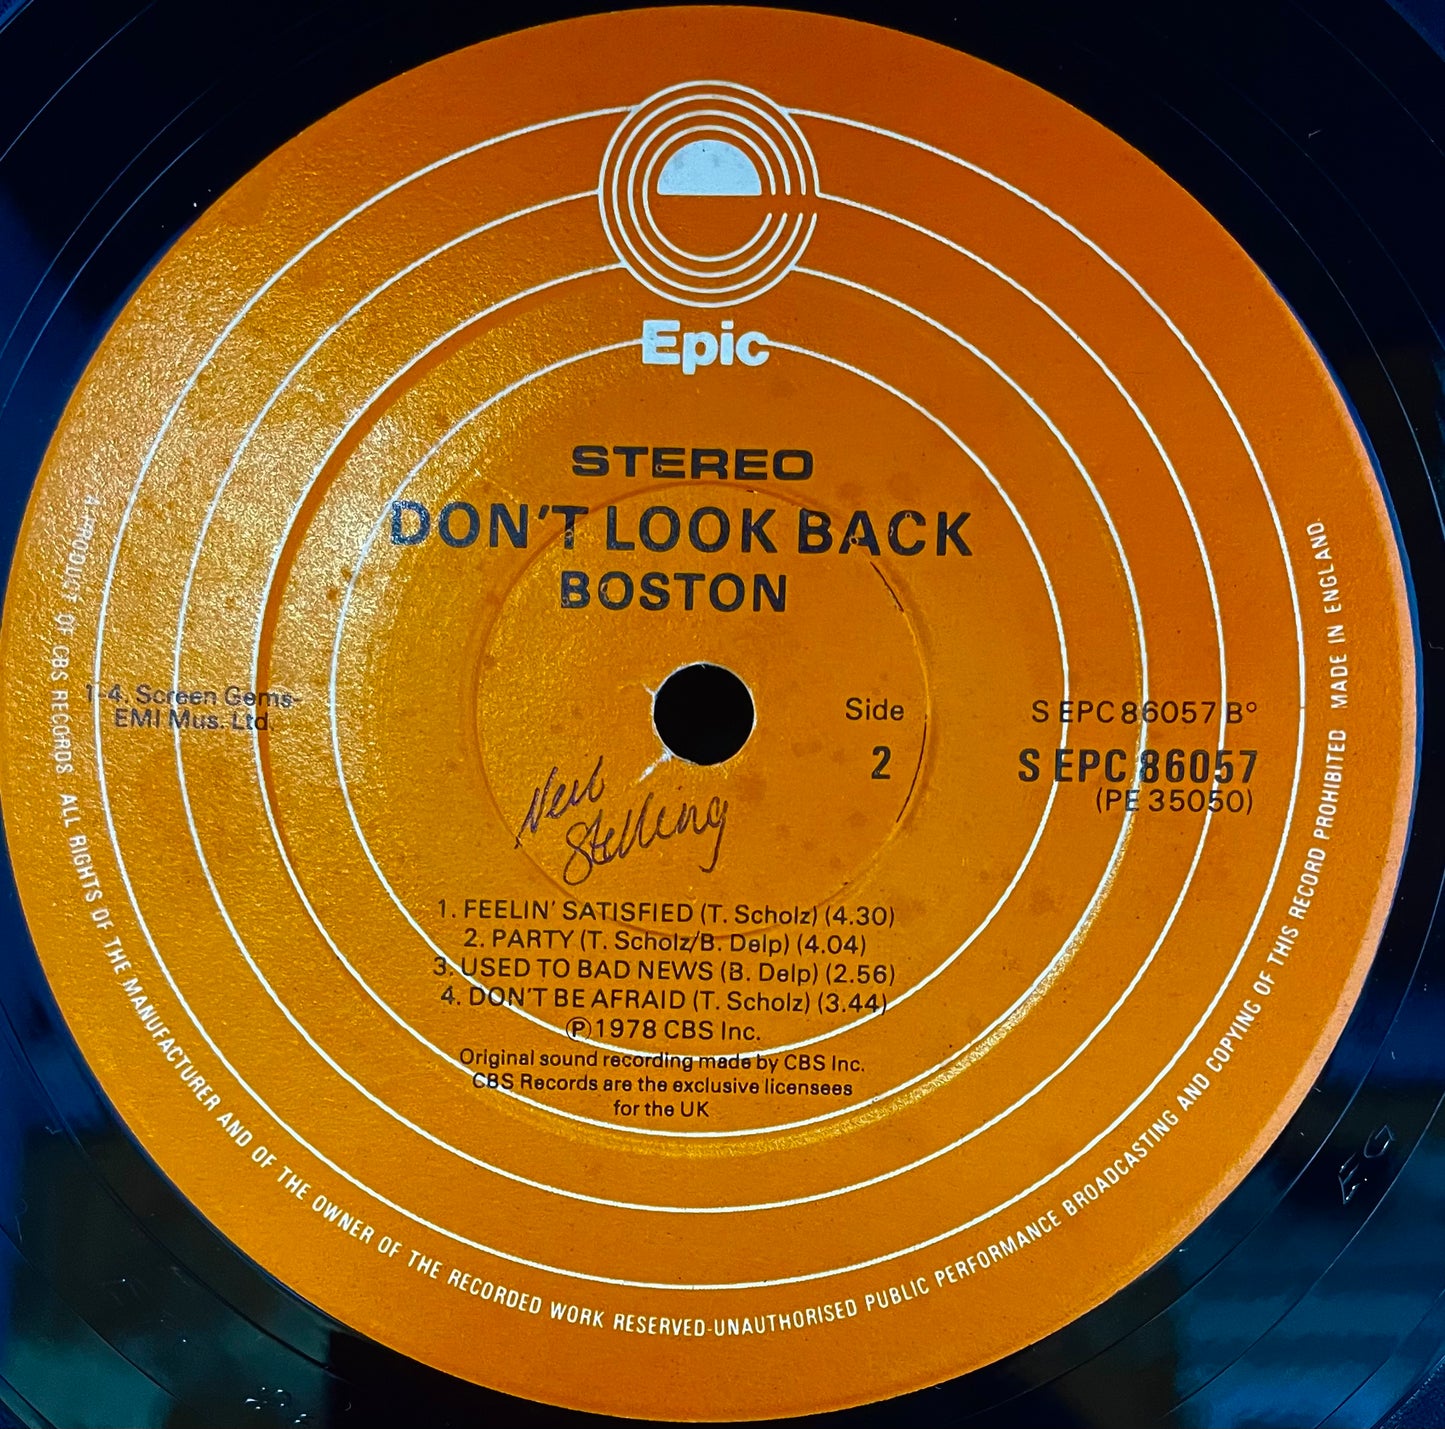 Epic
STEREO
DON'T LOOK BACK
BOSTON
1-4. Screen Gems-
EMI Mus. Ltd.
Side
2
S EPC 86057 B°
S EPC 86057
(PE 35050)
Neil
Stelling
1. FEELIN' SATISFIED (T. Scholz) (4.30)
2. PARTY (T. Scholz/B. Delp) (4.04)
3. USED TO BAD NEWS (B. Delp) (2.56)
4. DON'T BE AFRAID (T. Scholz) (3.44)
Ⓟ1978 CBS Inc.
Original sound recording made by CBS Inc.
CBS Records are the exclusive licensees
for the UK
A PRODUCT OF CBS RECORDS ALL RIGHTS OF THE MANUFACTURER AND OF THE OWNER OF THE RECORDED WORK RESERVED-UNAUTHORISED PUBLIC PERFORMANCE BROADCASTING AND COPYING OF THIS RECORD PROHIBITED MADE IN ENGLAND